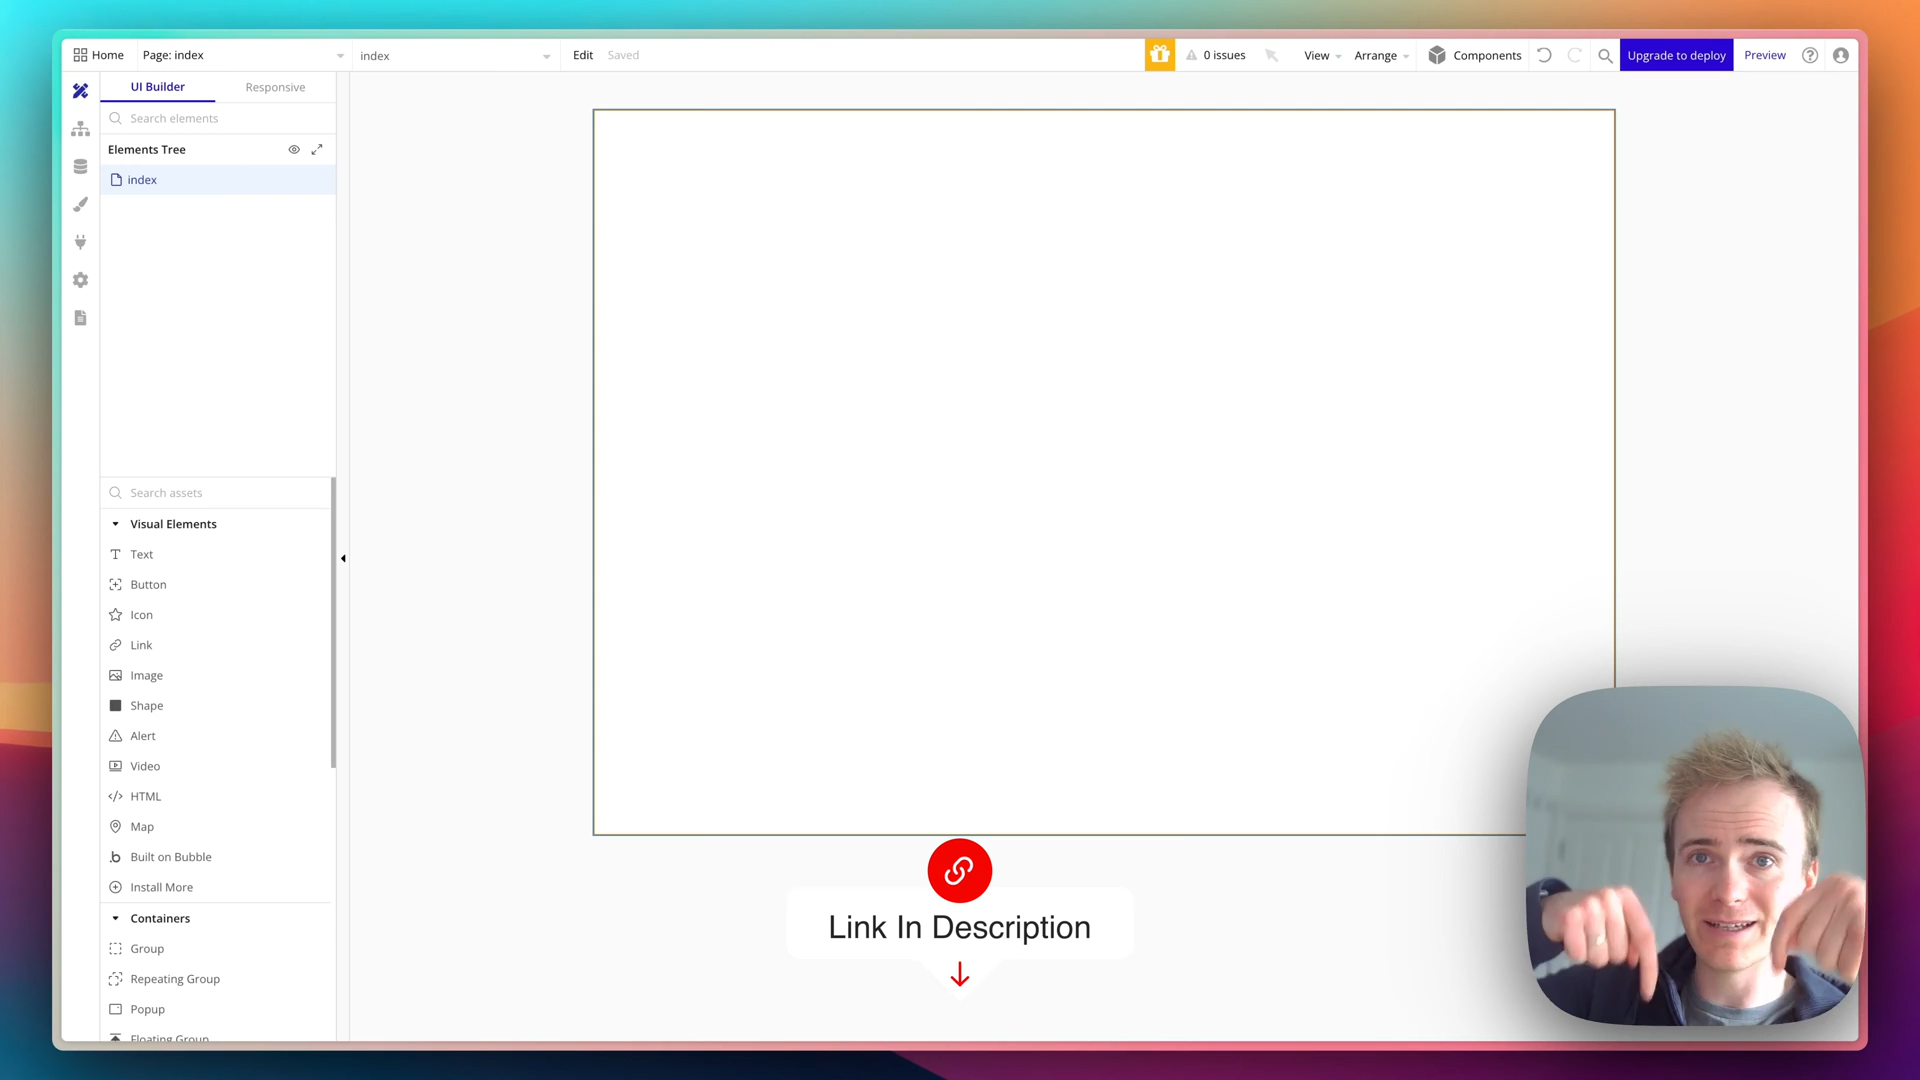 Home
Page: index
index
Edit
Saved
0 issues
View
Arrange
Components
Upgrade to deploy
Preview
UI Builder
Responsive
Search elements
Elements Tree
index
Search assets
Visual Elements
Text
Button
Icon
Link
Image
Shape
Alert
Video
HTML
Map
Built on Bubble
Install More
Containers
Group
Repeating Group
Popup
Floating Group
Link In Description